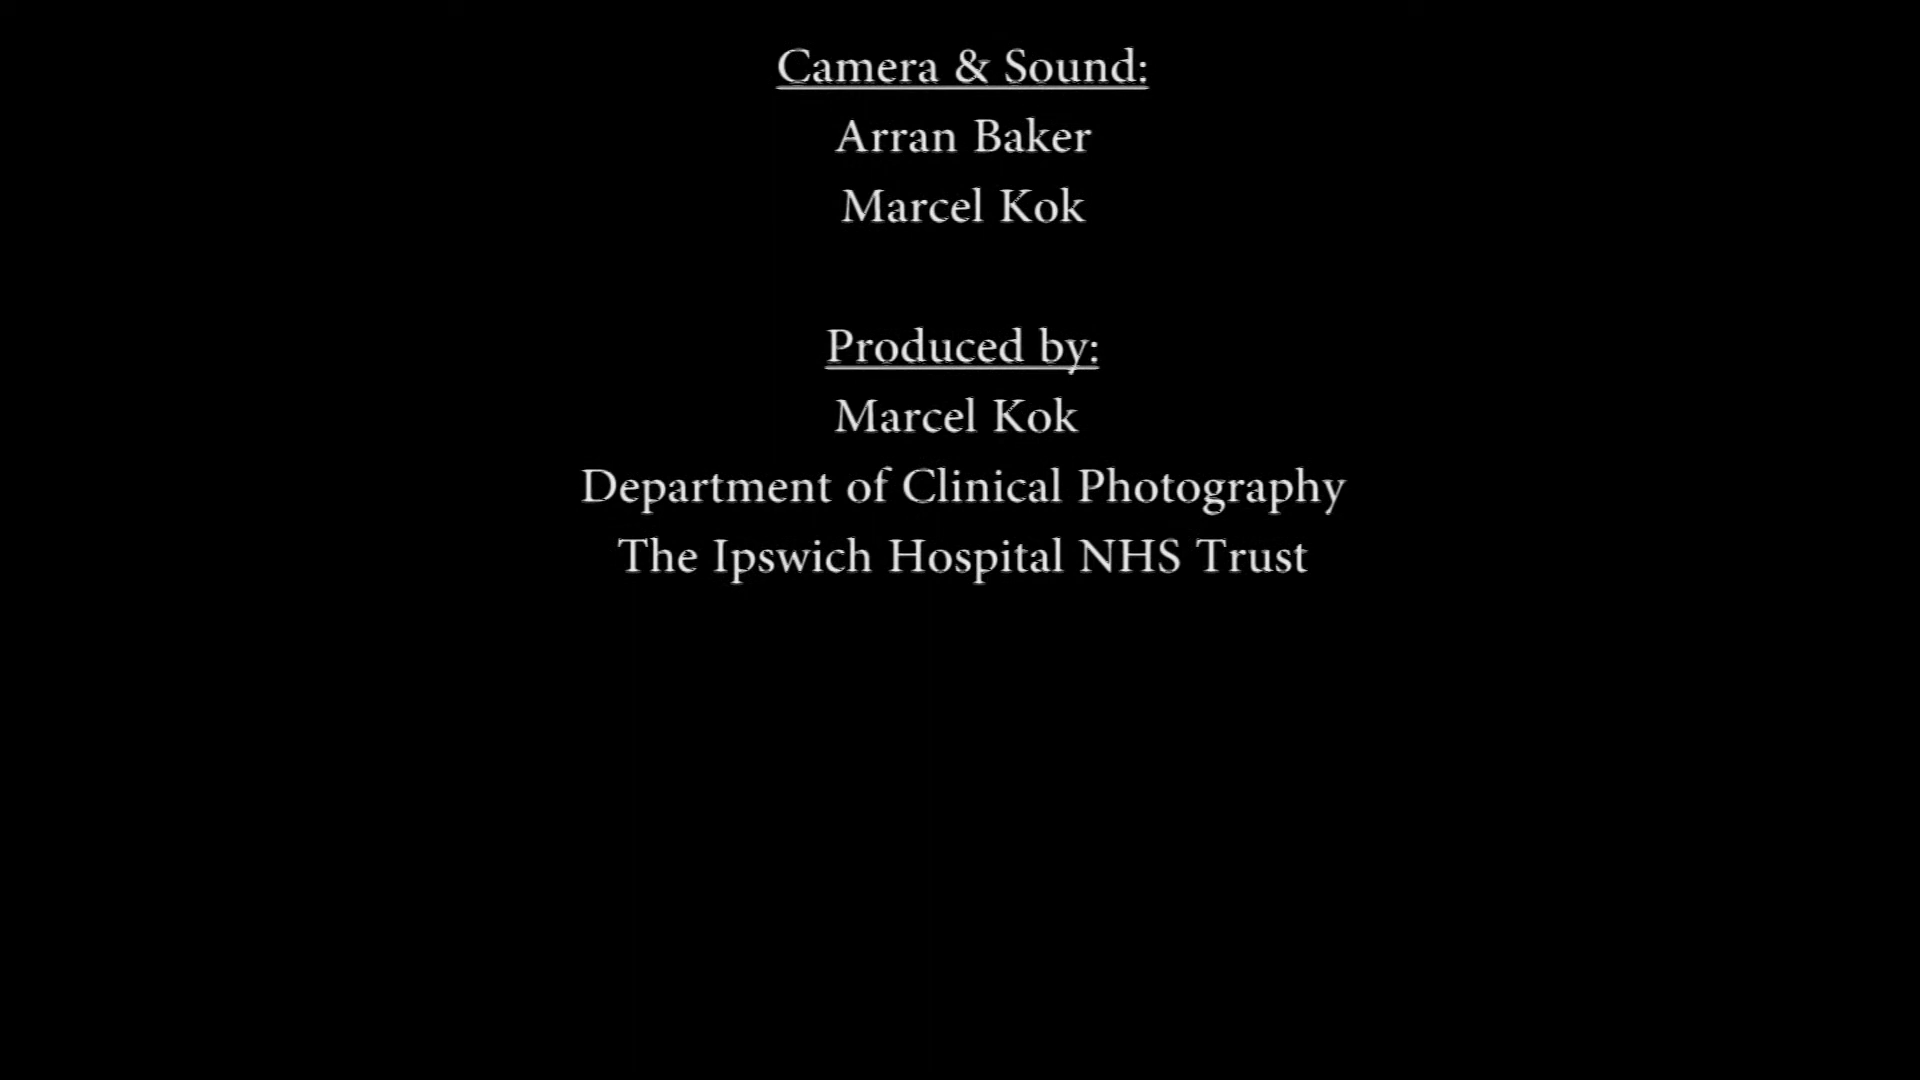 Camera & Sound:
Arran Baker
Marcel Kok
Produced by:
Marcel Kok
Department of Clinical Photography
The Ipswich Hospital NHS Trust